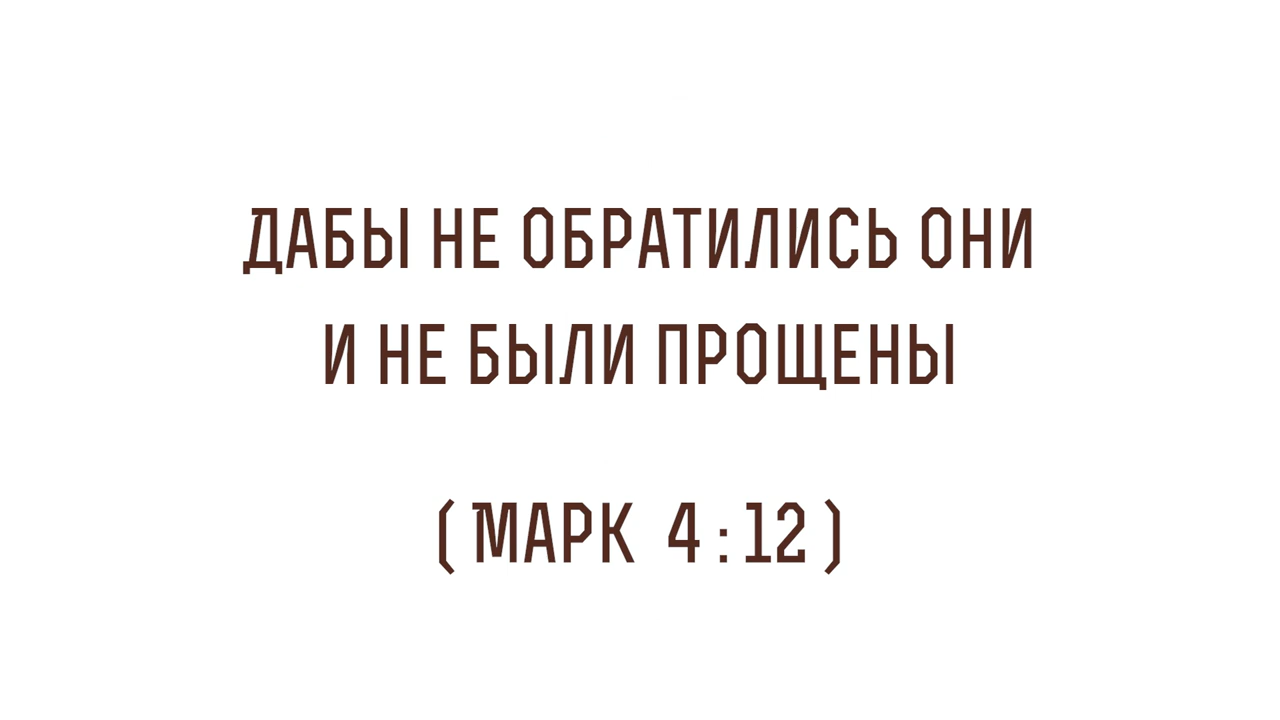 ДАБЫ НЕ ОБРАТИЛИСЬ ОНИ
И НЕ БЫЛИ ПРОЩЕНЫ
(МАРК 4:12)